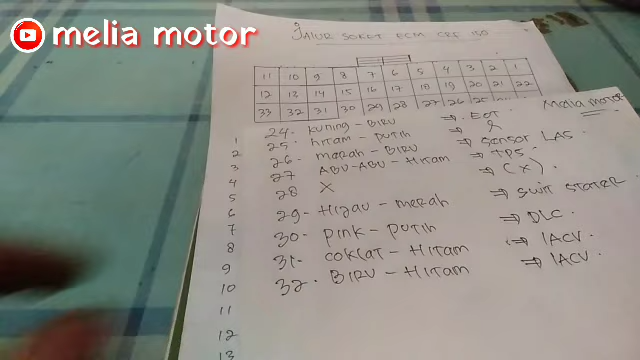 melia motor
JALUR SOKET ECM CRF 150
11 10 9 8 7 6 5 4 3 2 1
12 13 14 15 16 17 18 19 20 21 22
33 32 31 30 29 28 27 26 25
Melia motor
24. KUNING - BIRU ⇒ EOT
25. HITAM - PUTIH ⇒
26 - MERAH - BIRU ⇒ SENSOR LAS
27 ABU-ABU - HITAM ⇒ TPS
28 X ⇒ (X)
29 - HIJAU - MERAH ⇒ SWIT STATER
30 - PINK - PUTIH ⇒ DLC
31 - COKLAT - HITAM ⇒ IACV
32 - BIRU - HITAM ⇒ IACV
1
2
3
4
5
6
7
8
9
10
11
12
13